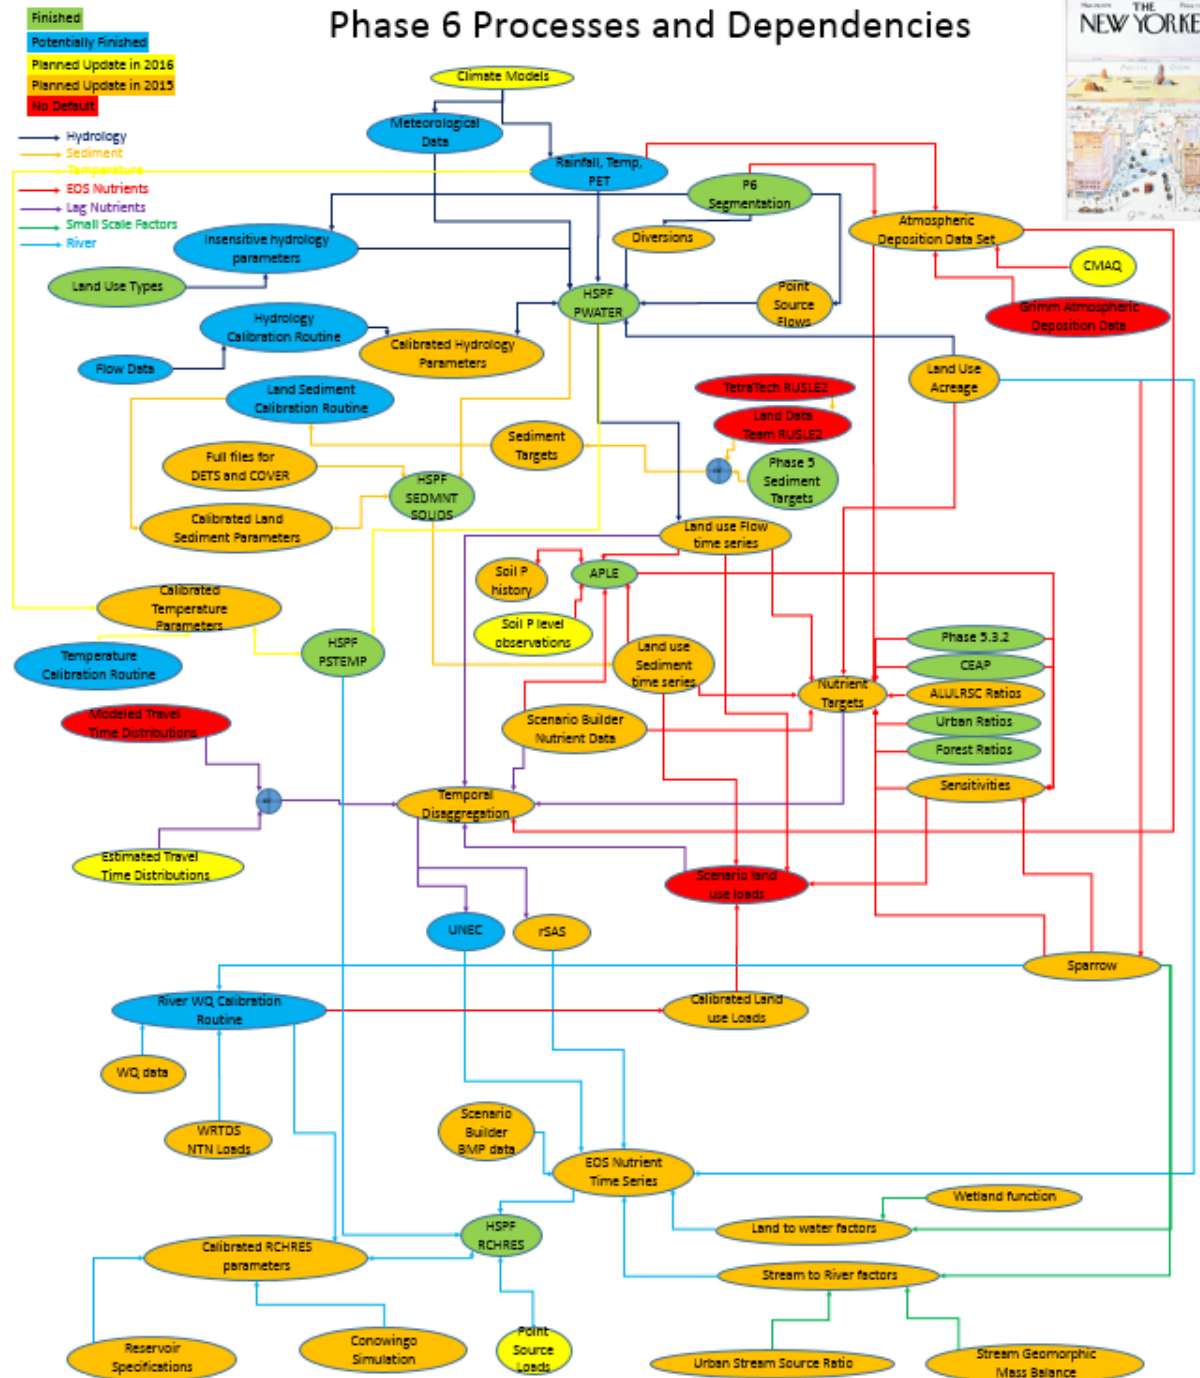 Phase 6 Processes and Dependencies
Finished
Potentially Finished
Planned Update in 2016
Planned Update in 2015
No Default
Hydrology
Sediment
Temperature
EOS Nutrients
Lag Nutrients
Small Scale Factors
River
THE
NEW YORKE
Climate Models
Meteorological
Data
Rainfall, Temp,
PET
P6
Segmentation
Atmospheric
Deposition Data Set
Diversions
Insensitive hydrology
parameters
CMAQ
Land Use Types
HSPF
PWATER
Point
Source
Flows
Grimm Atmospheric
Deposition Data
Hydrology
Calibration Routine
Calibrated Hydrology
Parameters
Flow Data
Land Use
Acreage
Land Sediment
Calibration Routine
TetraTech RUSLE2
Land Data
Team RUSLE2
Sediment
Targets
Full files for
DETS and COVER
Phase 5
Sediment
Targets
HSPF
SEDMNT
SOLIDS
Calibrated Land
Sediment Parameters
Land use Flow
time series
Soil P
history
APLE
Calibrated
Temperature
Parameters
Soil P level
observations
Land use
Sediment
time series
HSPF
PSTEMP
Temperature
Calibration Routine
Phase 5.3.2
CEAP
ALULRSC Ratios
Urban Ratios
Forest Ratios
Sensitivities
Nutrient
Targets
Modeled Travel
Time Distributions
Scenario Builder
Nutrient Data
Temporal
Disaggregation
Estimated Travel
Time Distributions
Scenario land
use loads
UNEC
rSAS
Sparrow
River WQ Calibration
Routine
Calibrated Land
use Loads
WQ data
WRTDS
NTN Loads
Scenario
Builder
BMP data
EOS Nutrient
Time Series
Wetland function
Land to water factors
HSPF
RCHRES
Calibrated RCHRES
parameters
Stream to River factors
Reservoir
Specifications
Conowingo
Simulation
Point
Source
Loads
Urban Stream Source Ratio
Stream Geomorphic
Mass Balance